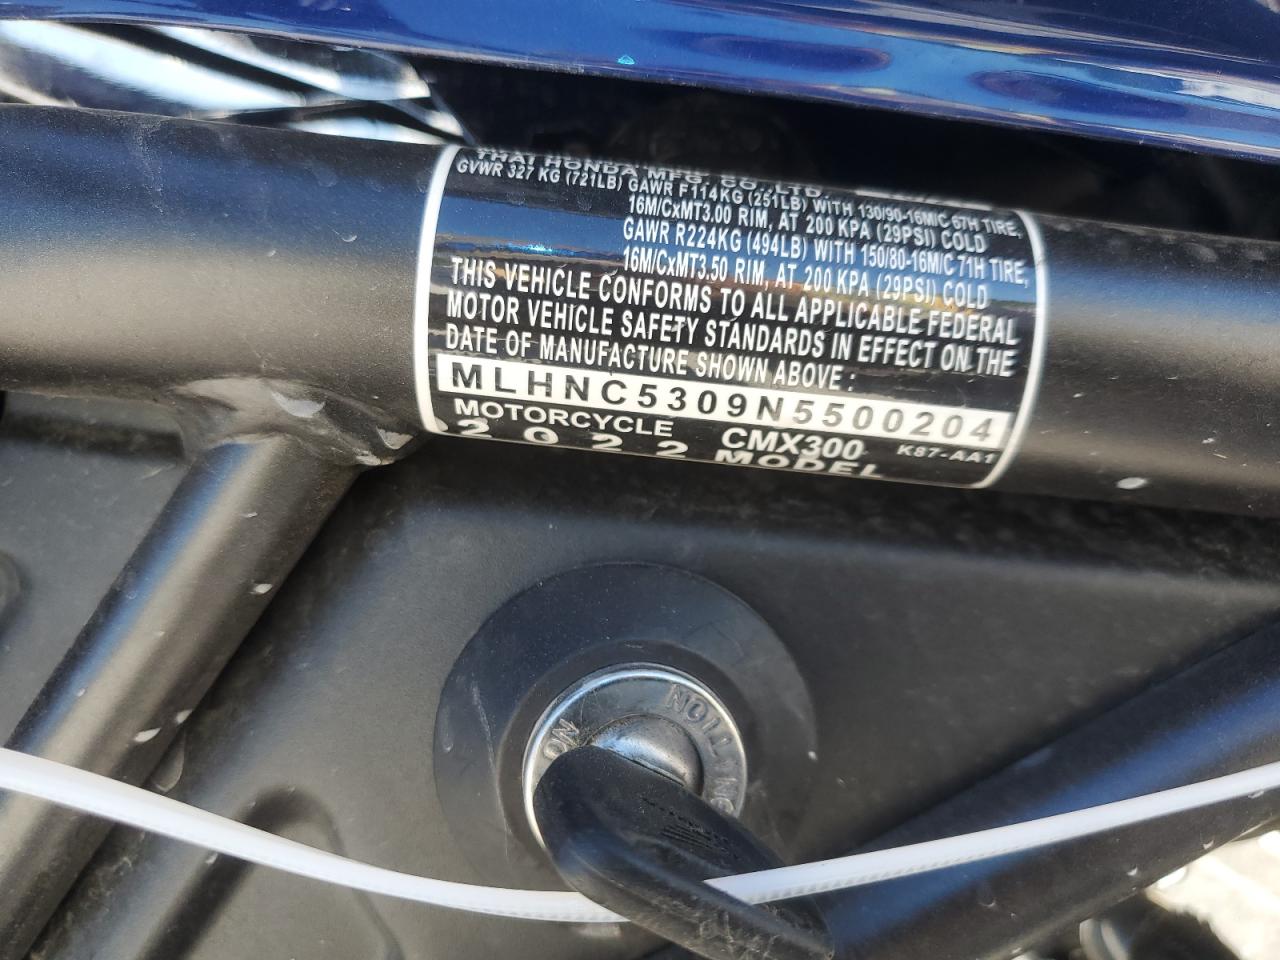 THAI HONDA MFG. CO.,LTD.
GVWR 327 KG (721LB) GAWR F114KG (251LB) WITH 130/90-16M/C 67H TIRE,
16M/CxMT3.00 RIM, AT 200 KPA (29PSI) COLD
GAWR R224KG (494LB) WITH 150/80-16M/C 71H TIRE,
16M/CxMT3.50 RIM, AT 200 KPA (29PSI) COLD
THIS VEHICLE CONFORMS TO ALL APPLICABLE FEDERAL
MOTOR VEHICLE SAFETY STANDARDS IN EFFECT ON THE
DATE OF MANUFACTURE SHOWN ABOVE :
MLHNC5309N5500204
MOTORCYCLE CMX300 K87-AA1
2022 MODEL
ON